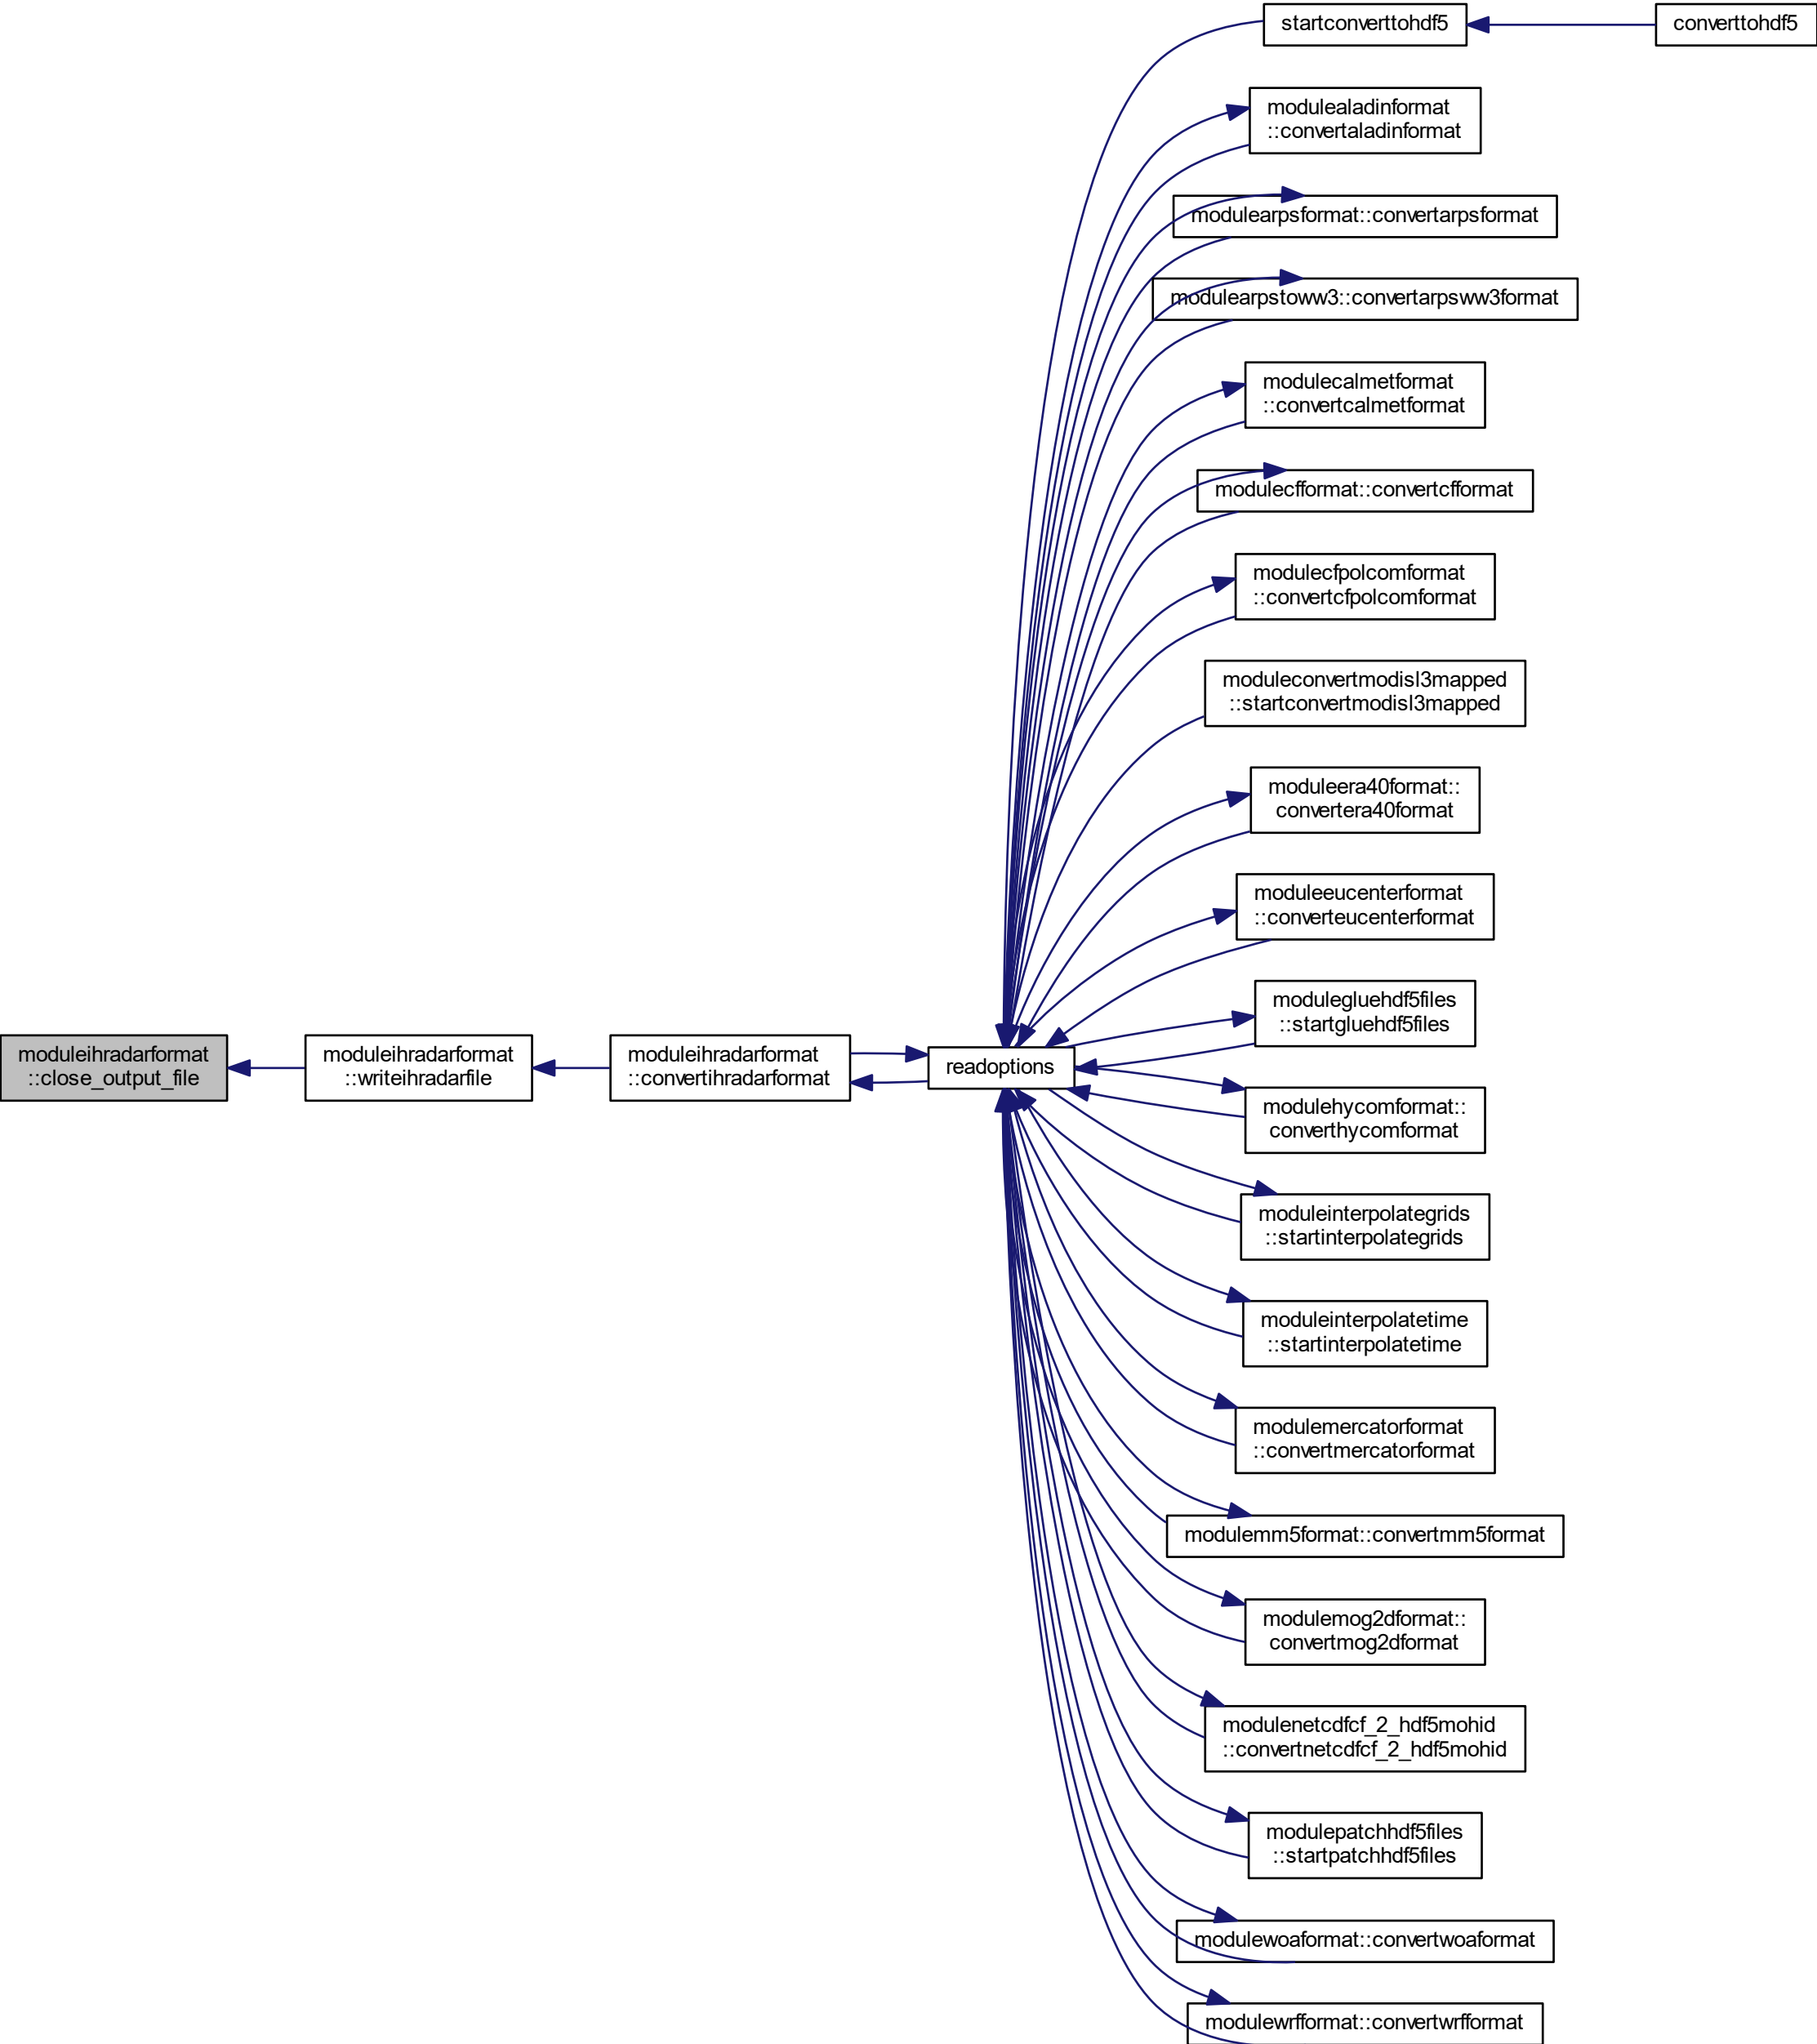 startconverttohdf5
converttohdf5
modulealadinformat
::convertaladinformat
modulearpsformat::convertarpsformat
modulearpstoww3::convertarpsww3format
modulecalmetformat
::convertcalmetformat
modulecfformat::convertcfformat
modulecfpolcomformat
::convertcfpolcomformat
moduleconvertmodisl3mapped
::startconvertmodisl3mapped
moduleera40format::
convertera40format
moduleeucenterformat
::converteucenterformat
modulegluehdf5files
::startgluehdf5files
moduleihradarformat
::close_output_file
moduleihradarformat
::writeihradarfile
moduleihradarformat
::convertihradarformat
readoptions
modulehycomformat::
converthycomformat
moduleinterpolategrids
::startinterpolategrids
moduleinterpolatetime
::startinterpolatetime
modulemercatorformat
::convertmercatorformat
modulemm5format::convertmm5format
modulemog2dformat::
convertmog2dformat
modulenetcdfcf_2_hdf5mohid
::convertnetcdfcf_2_hdf5mohid
modulepatchhdf5files
::startpatchhdf5files
modulewoaformat::convertwoaformat
modulewrfformat::convertwrfformat